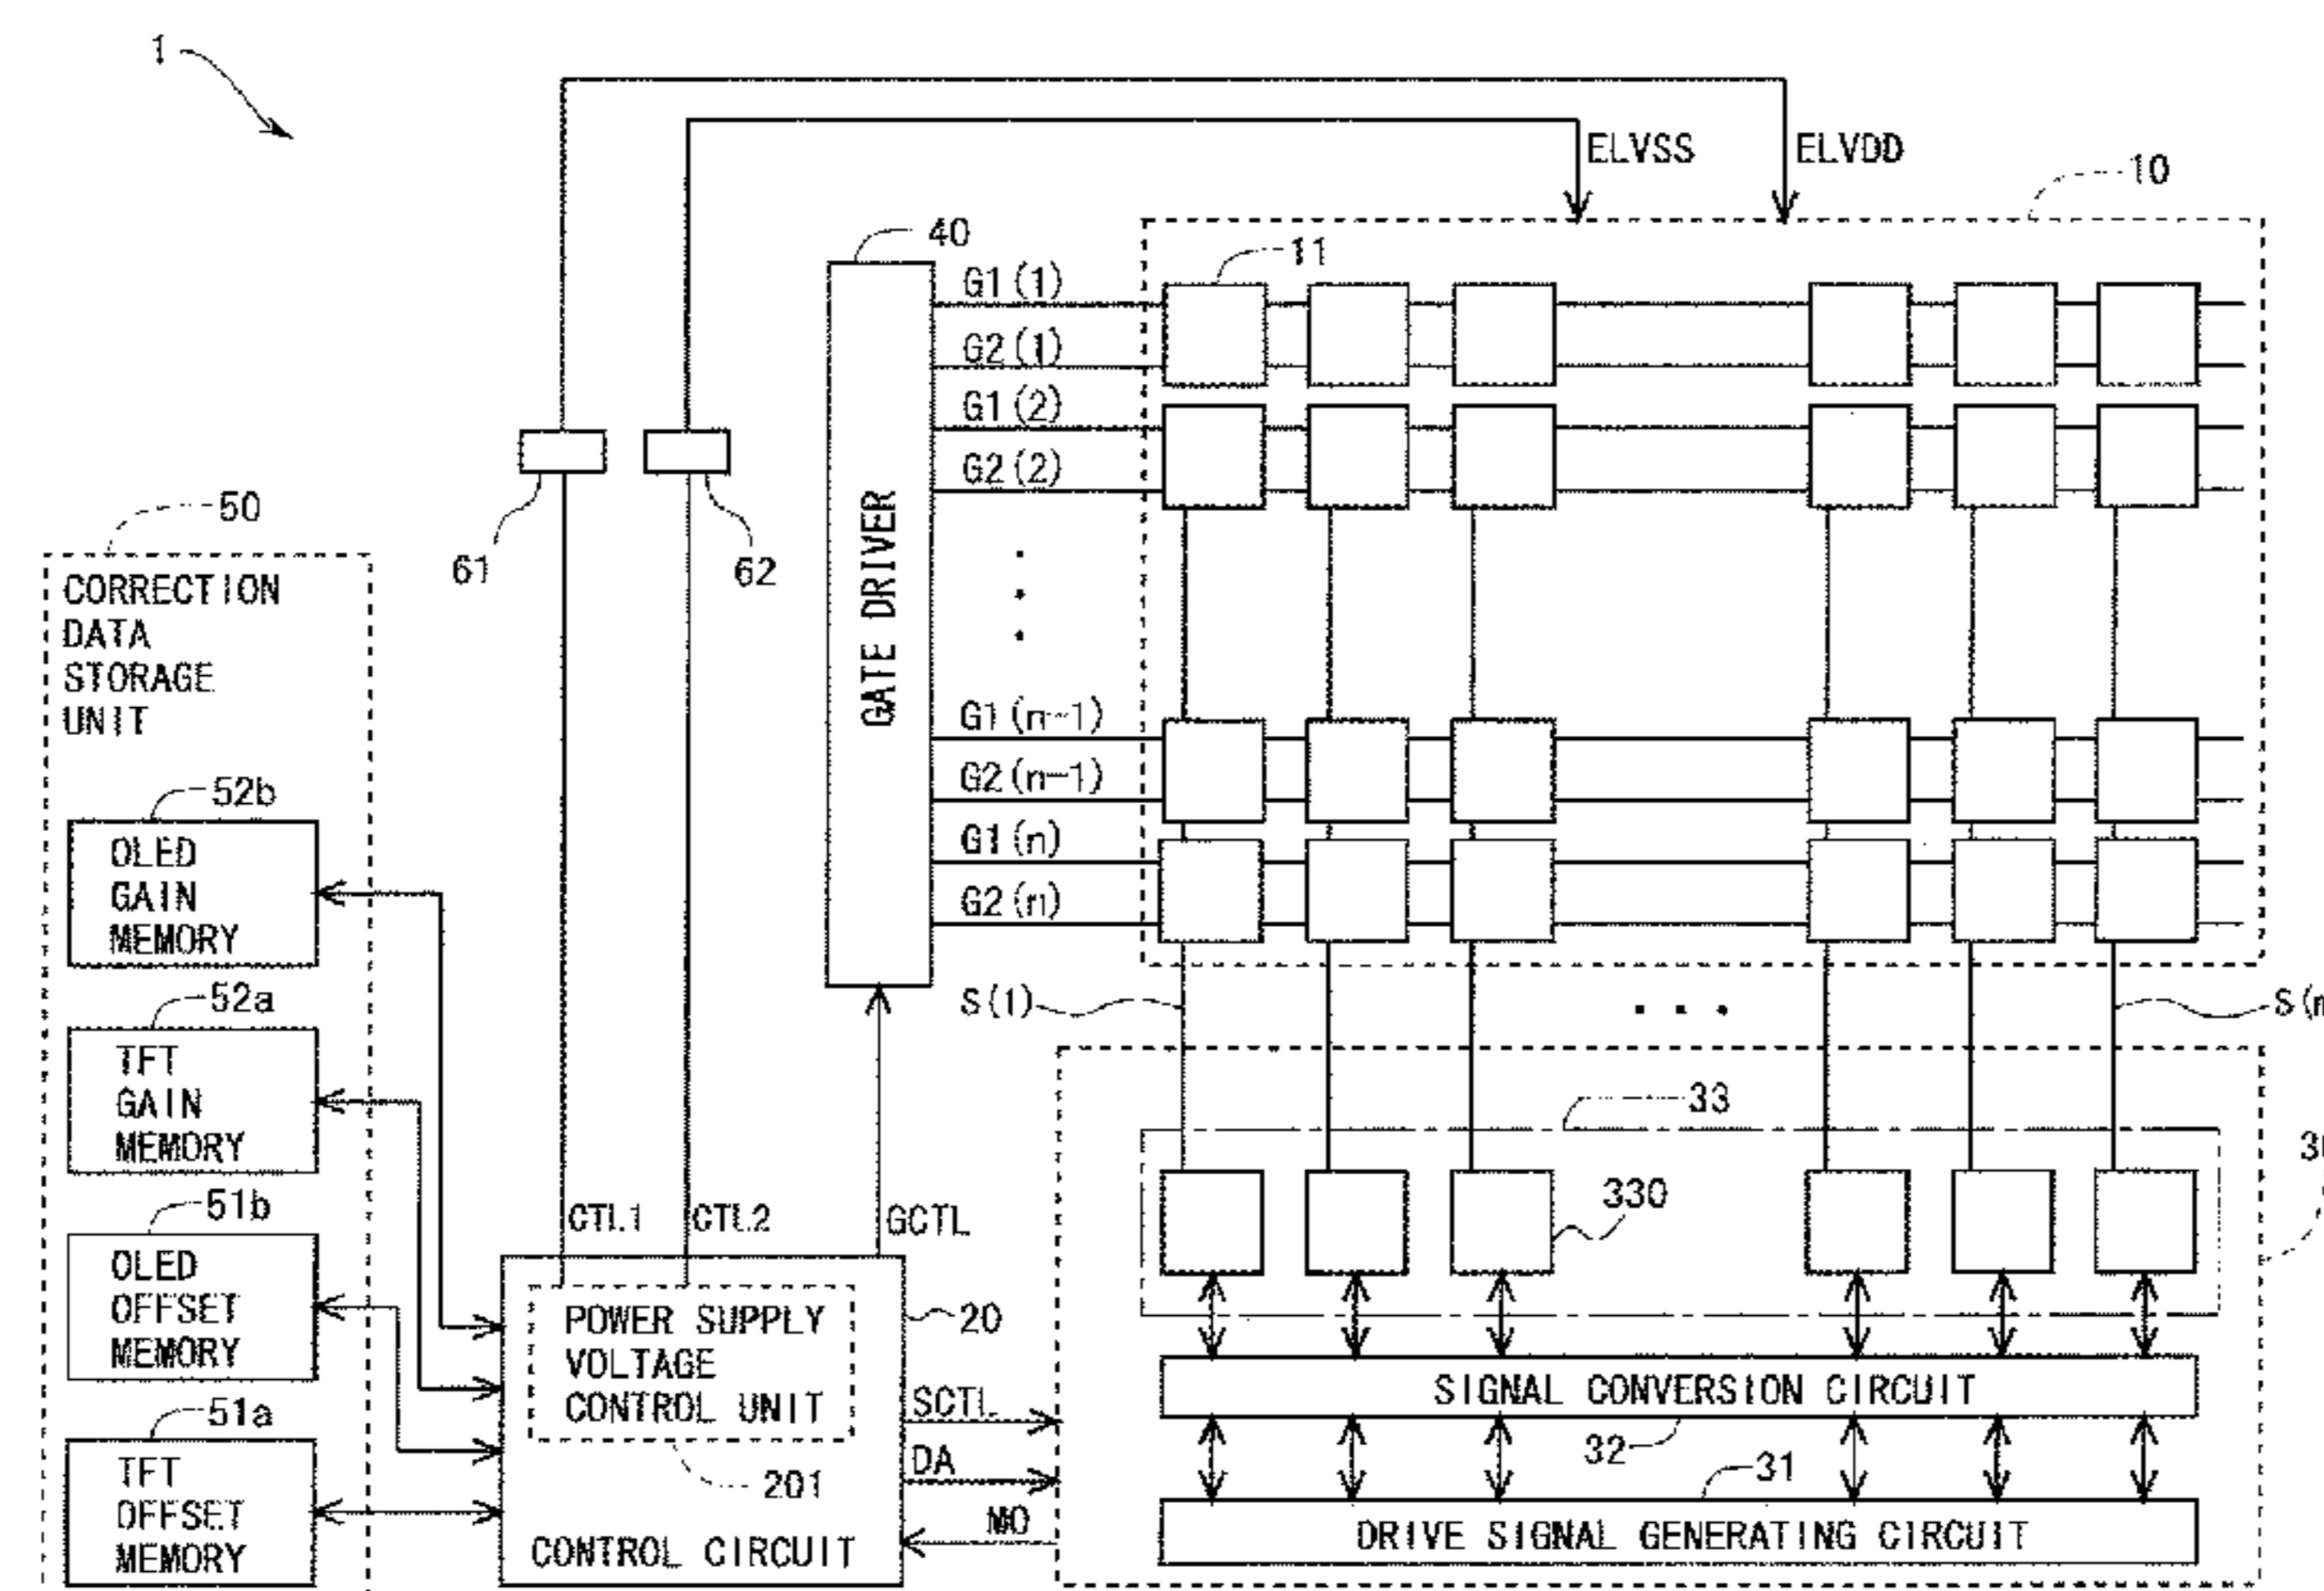 1
ELVSS
ELVDD
10
40
11
G1(1)
G2(1)
G1(2)
G2(2)
61
62
50
CORRECTION
DATA
STORAGE
UNIT
GATE DRIVER
G1(n-1)
G2(n-1)
G1(n)
G2(n)
52b
OLED
GAIN
MEMORY
52a
TFT
GAIN
MEMORY
S(1)
S(
33
330
51b
OLED
OFFSET
MEMORY
CTL1
CTL2
GCTL
POWER SUPPLY
VOLTAGE
CONTROL UNIT
20
SIGNAL CONVERSION CIRCUIT
SCTL
32
51a
TFT
OFFSET
MEMORY
DA
201
31
MO
CONTROL CIRCUIT
DRIVE SIGNAL GENERATING CIRCUIT